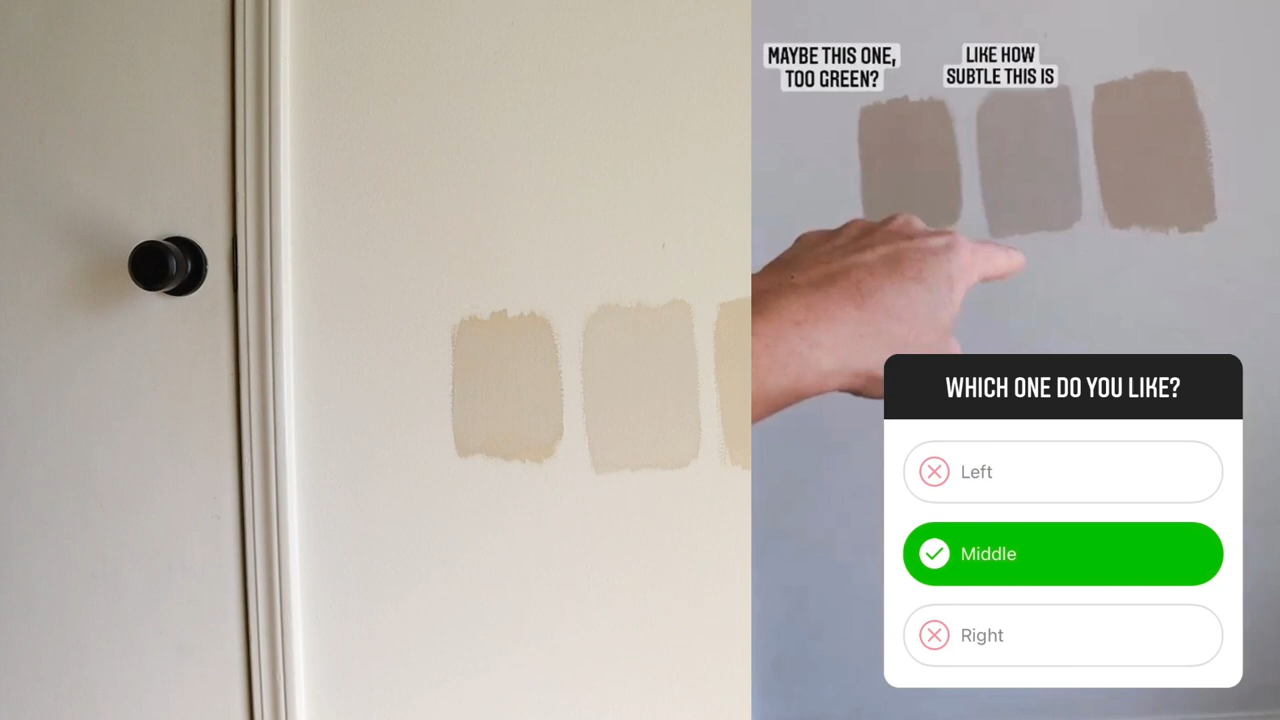 MAYBE THIS ONE,
TOO GREEN?
LIKE HOW
SUBTLE THIS IS
WHICH ONE DO YOU LIKE?
Left
Middle
Right